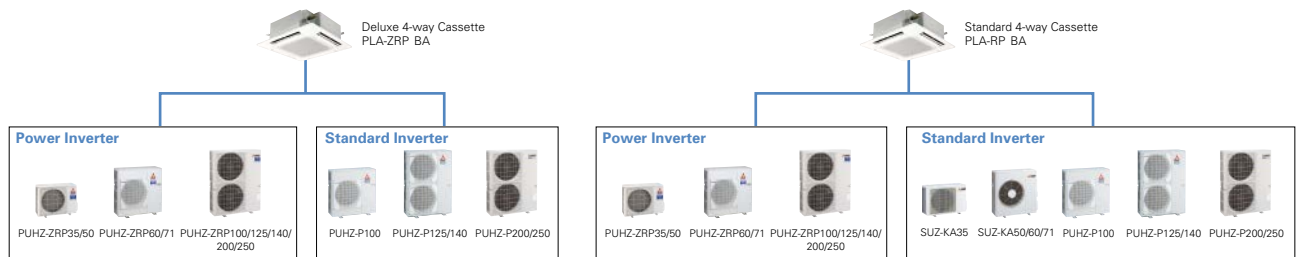 Deluxe 4-way Cassette
PLA-ZRP BA
Standard 4-way Cassette
PLA-RP BA
Power Inverter
PUHZ-ZRP35/50
PUHZ-ZRP60/71
PUHZ-ZRP100/125/140/
200/250
Standard Inverter
PUHZ-P100
PUHZ-P125/140
PUHZ-P200/250
Power Inverter
PUHZ-ZRP35/50
PUHZ-ZRP60/71
PUHZ-ZRP100/125/140/
200/250
Standard Inverter
SUZ-KA35
SUZ-KA50/60/71
PUHZ-P100
PUHZ-P125/140
PUHZ-P200/250